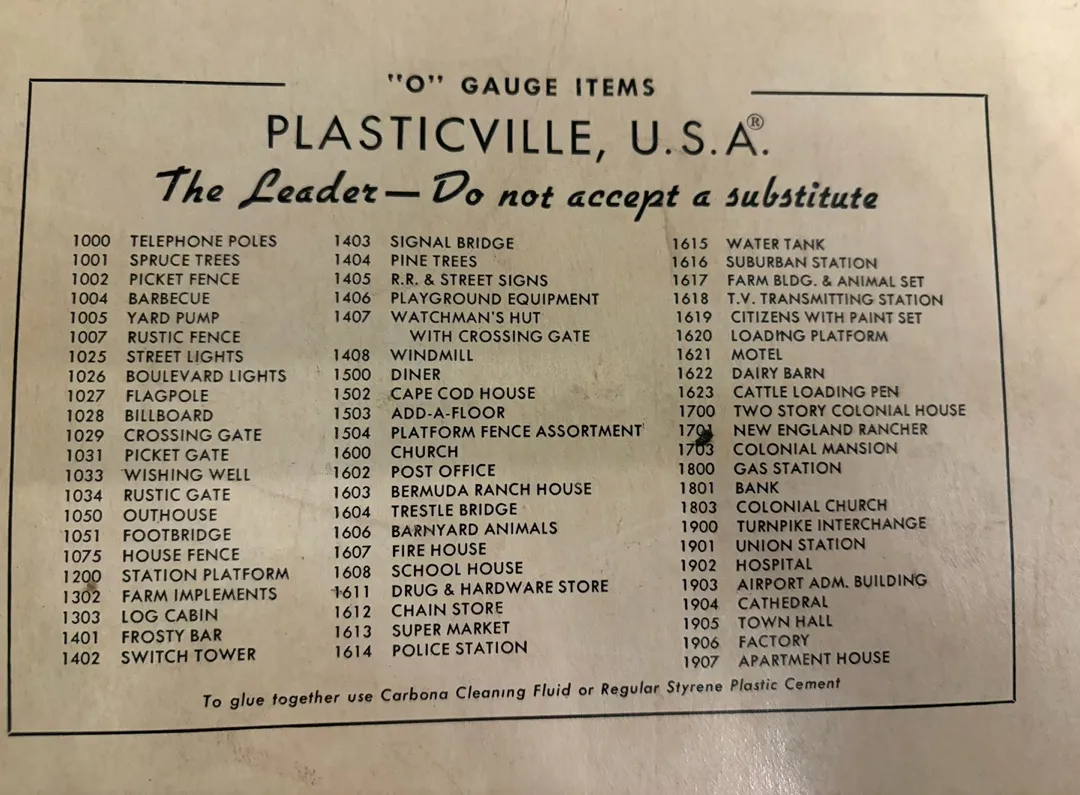 "O" GAUGE ITEMS
PLASTICVILLE, U.S.A.®
The Leader — Do not accept a substitute
1000 TELEPHONE POLES
1001 SPRUCE TREES
1002 PICKET FENCE
1004 BARBECUE
1005 YARD PUMP
1007 RUSTIC FENCE
1025 STREET LIGHTS
1026 BOULEVARD LIGHTS
1027 FLAGPOLE
1028 BILLBOARD
1029 CROSSING GATE
1031 PICKET GATE
1033 WISHING WELL
1034 RUSTIC GATE
1050 OUTHOUSE
1051 FOOTBRIDGE
1075 HOUSE FENCE
1200 STATION PLATFORM
1302 FARM IMPLEMENTS
1303 LOG CABIN
1401 FROSTY BAR
1402 SWITCH TOWER
1403 SIGNAL BRIDGE
1404 PINE TREES
1405 R.R. & STREET SIGNS
1406 PLAYGROUND EQUIPMENT
1407 WATCHMAN'S HUT
WITH CROSSING GATE
1408 WINDMILL
1500 DINER
1502 CAPE COD HOUSE
1503 ADD-A-FLOOR
1504 PLATFORM FENCE ASSORTMENT
1600 CHURCH
1602 POST OFFICE
1603 BERMUDA RANCH HOUSE
1604 TRESTLE BRIDGE
1606 BARNYARD ANIMALS
1607 FIRE HOUSE
1608 SCHOOL HOUSE
1611 DRUG & HARDWARE STORE
1612 CHAIN STORE
1613 SUPER MARKET
1614 POLICE STATION
1615 WATER TANK
1616 SUBURBAN STATION
1617 FARM BLDG. & ANIMAL SET
1618 T.V. TRANSMITTING STATION
1619 CITIZENS WITH PAINT SET
1620 LOADING PLATFORM
1621 MOTEL
1622 DAIRY BARN
1623 CATTLE LOADING PEN
1700 TWO STORY COLONIAL HOUSE
1701 NEW ENGLAND RANCHER
1703 COLONIAL MANSION
1800 GAS STATION
1801 BANK
1803 COLONIAL CHURCH
1900 TURNPIKE INTERCHANGE
1901 UNION STATION
1902 HOSPITAL
1903 AIRPORT ADM. BUILDING
1904 CATHEDRAL
1905 TOWN HALL
1906 FACTORY
1907 APARTMENT HOUSE
To glue together use Carbona Cleaning Fluid or Regular Styrene Plastic Cement